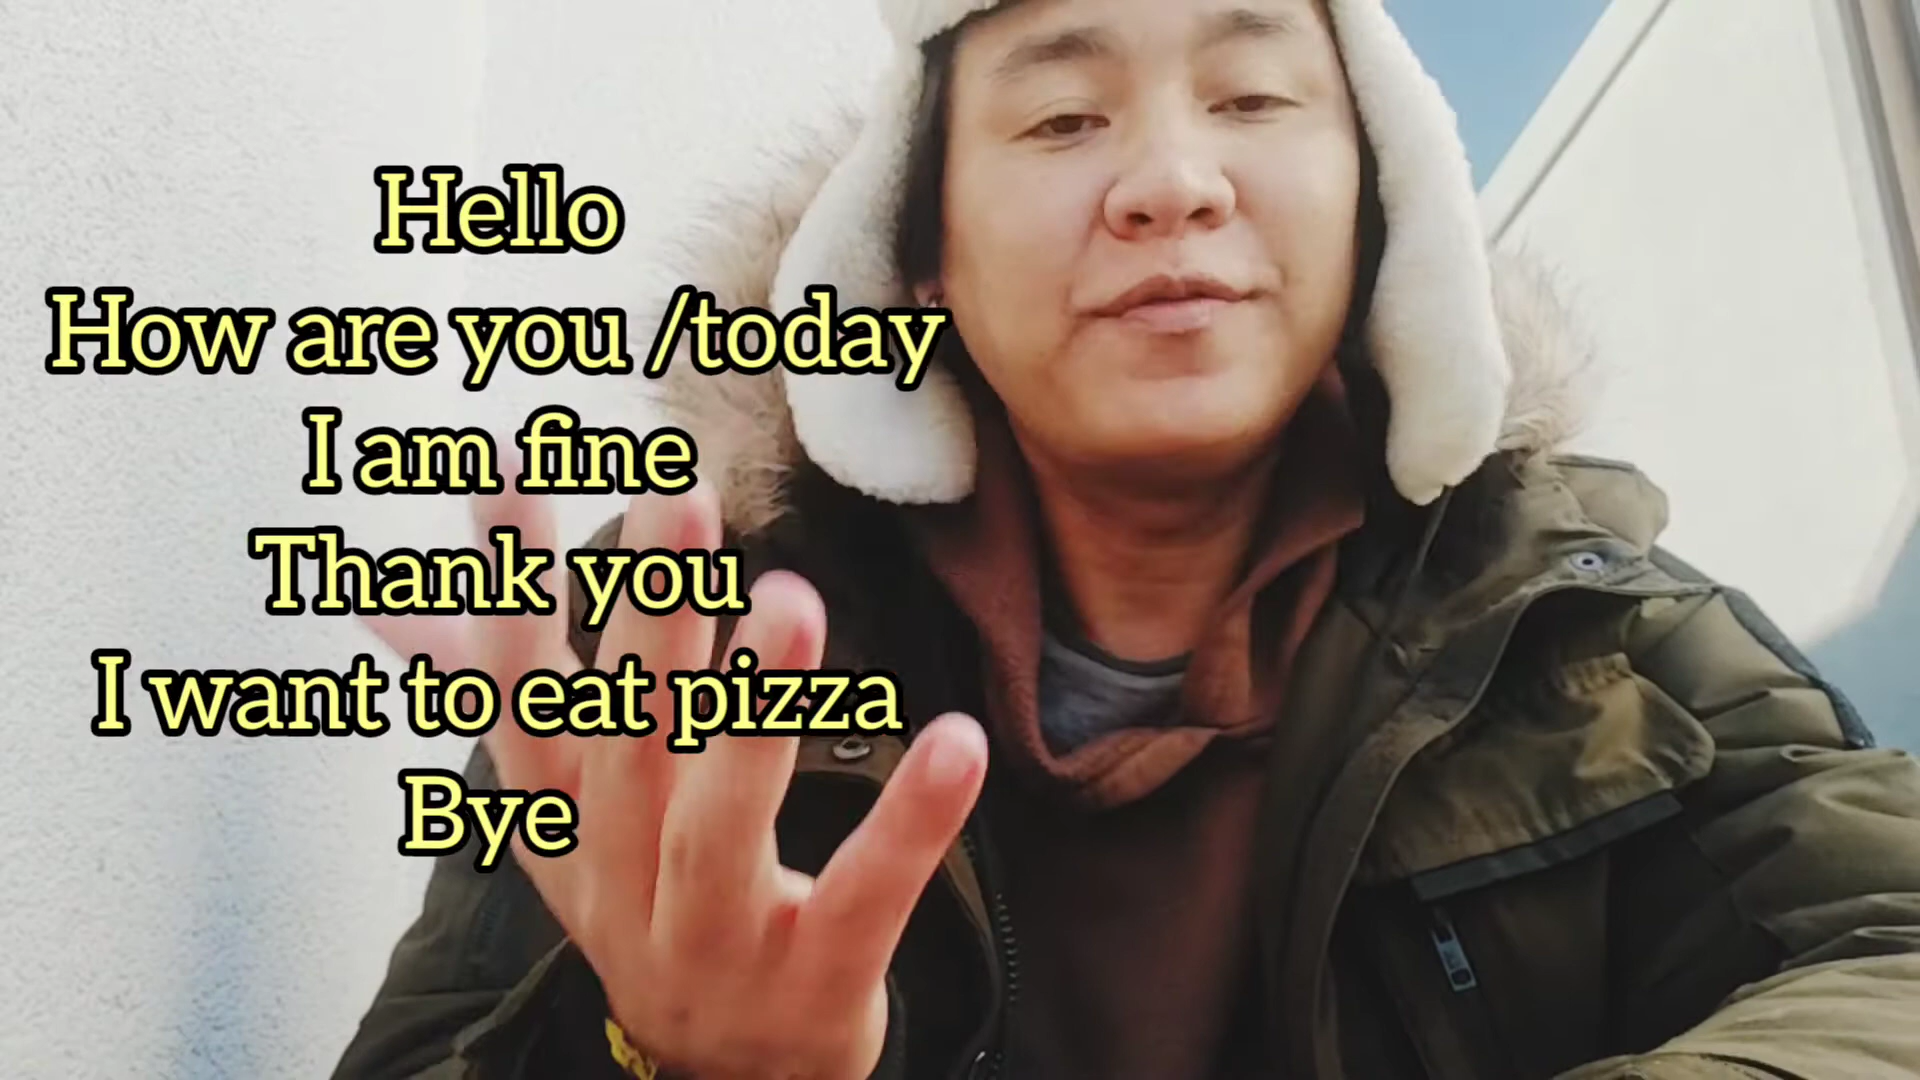 Hello
How are you /today
I am fine
Thank you
I want to eat pizza
Bye